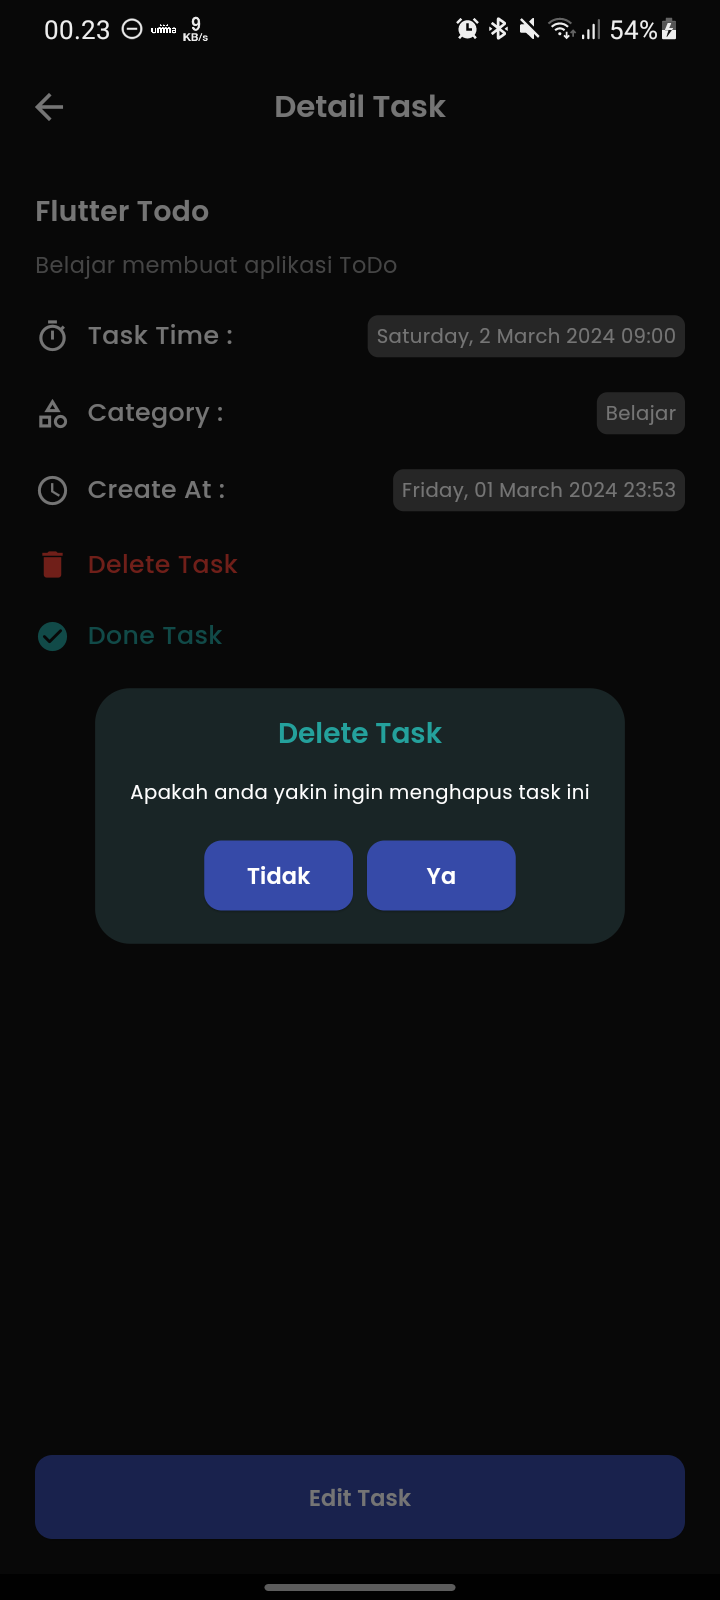 00.23 umma 9 KB/s 54%
Detail Task
Flutter Todo
Belajar membuat aplikasi ToDo
Task Time : Saturday, 2 March 2024 09:00
Category : Belajar
Create At : Friday, 01 March 2024 23:53
Delete Task
Done Task
Delete Task
Apakah anda yakin ingin menghapus task ini
Tidak Ya
Edit Task